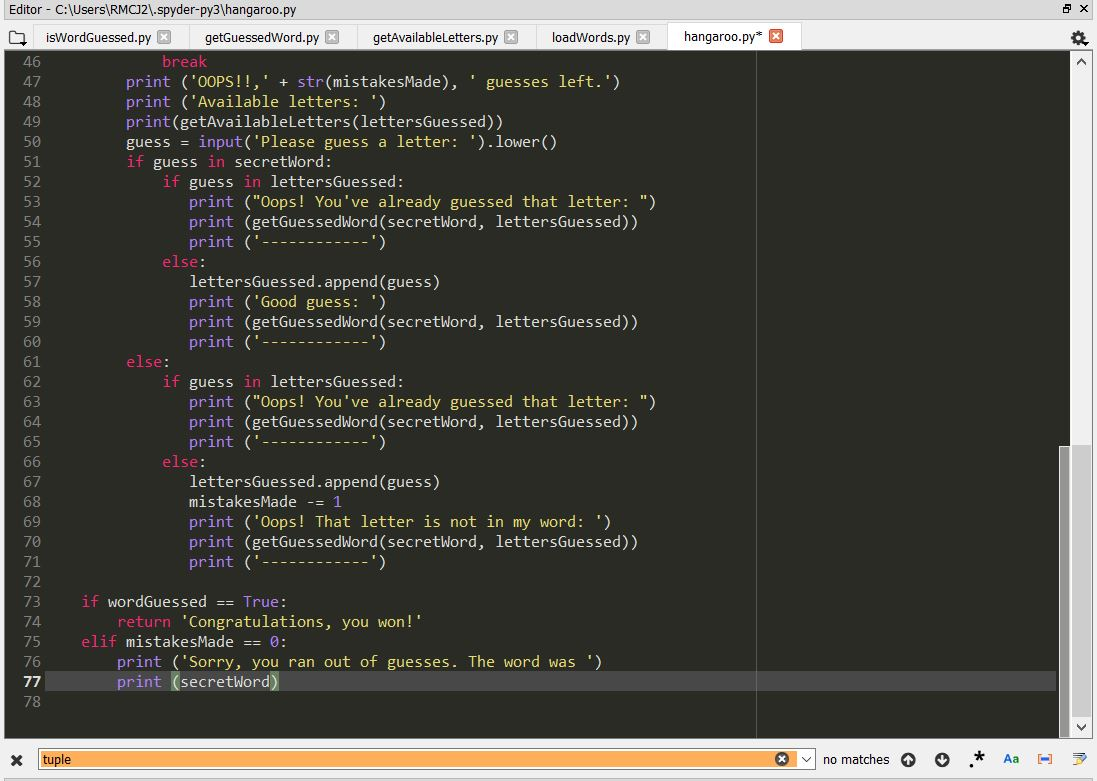 Editor - C:\Users\RMCJ2\.spyder-py3\hangaroo.py
isWordGuessed.py getGuessedWord.py getAvailableLetters.py loadWords.py hangaroo.py*
46 break
47 print ('OOPS!!,' + str(mistakesMade), ' guesses left.')
48 print ('Available letters: ')
49 print(getAvailableLetters(lettersGuessed))
50 guess = input('Please guess a letter: ').lower()
51 if guess in secretWord:
52 if guess in lettersGuessed:
53 print ("Oops! You've already guessed that letter: ")
54 print (getGuessedWord(secretWord, lettersGuessed))
55 print ('------------')
56 else:
57 lettersGuessed.append(guess)
58 print ('Good guess: ')
59 print (getGuessedWord(secretWord, lettersGuessed))
60 print ('------------')
61 else:
62 if guess in lettersGuessed:
63 print ("Oops! You've already guessed that letter: ")
64 print (getGuessedWord(secretWord, lettersGuessed))
65 print ('------------')
66 else:
67 lettersGuessed.append(guess)
68 mistakesMade -= 1
69 print ('Oops! That letter is not in my word: ')
70 print (getGuessedWord(secretWord, lettersGuessed))
71 print ('------------')
72
73 if wordGuessed == True:
74 return 'Congratulations, you won!'
75 elif mistakesMade == 0:
76 print ('Sorry, you ran out of guesses. The word was ')
77 print (secretWord)
78
tuple no matches .* Aa